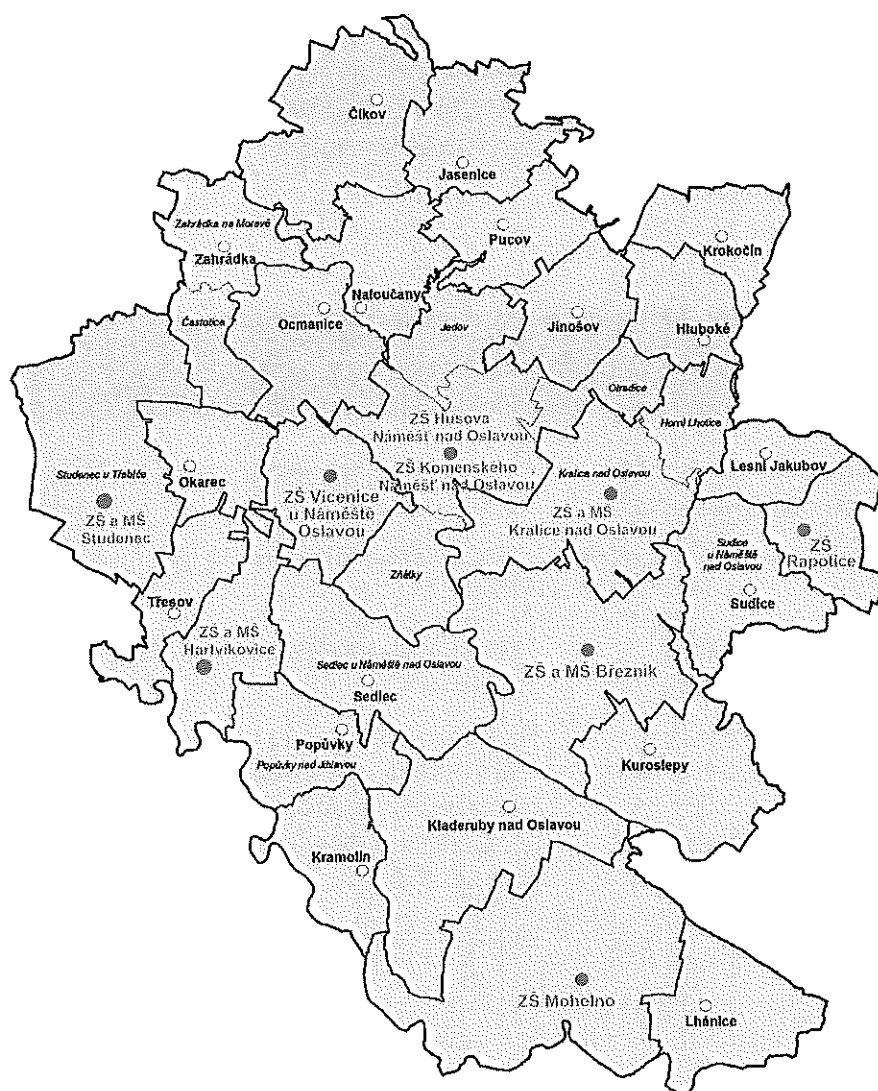 Číkov
Jasenice
Zahrádka na Moravě
Zahrádka
Pucov
Krokočín
Naloučany
Ocmanice
Častotice
Jedov
Jinošov
Hluboké
Otradice
Horní Lhotice
ZŠ Husova
Náměšť nad Oslavou
ZŠ Komenského
Náměšť nad Oslavou
Studenec u Třebíče
ZŠ a MŠ
Studenec
Okarec
ZŠ Vícenice
u Náměště
Oslavou
Kralice nad Oslavou
ZŠ a MŠ
Kralice nad Oslavou
Lesní Jakubov
Sudice
u Náměště
nad Oslavou
Sudice
ZŠ
Rapotice
Zňátky
Třesov
ZŠ a MŠ
Hartvíkovice
Sedlec u Náměště nad Oslavou
Sedlec
ZŠ a MŠ Březník
Popůvky
Popůvky nad Jihlavou
Kuroslepy
Kladeruby nad Oslavou
Kramolín
ZŠ Mohelno
Lhánice